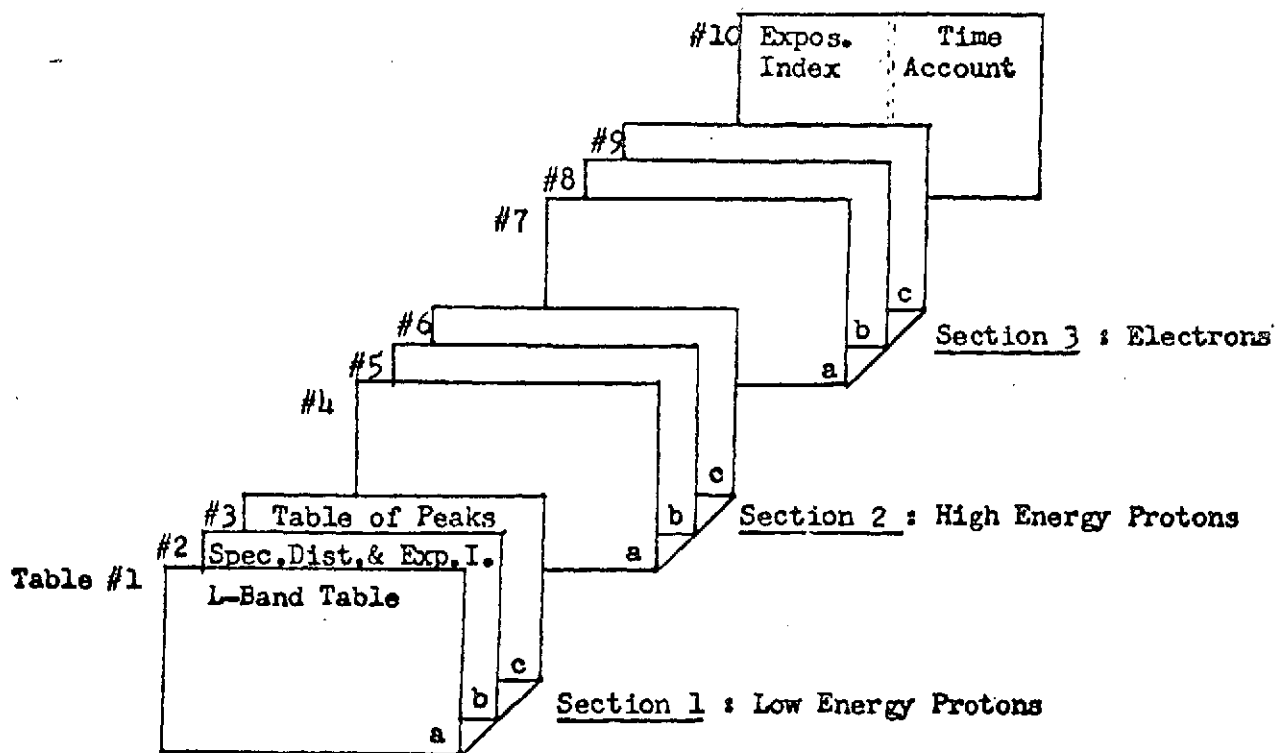 #10 Expos. Index Time Account
#9
#8
#7
c
b
a
Section 3 : Electrons
#6
#5
#4
c
b
a
Section 2 : High Energy Protons
#3 Table of Peaks
#2 Spec.Dist.& Exp.I.
Table #1 L-Band Table
c
b
a
Section 1 : Low Energy Protons